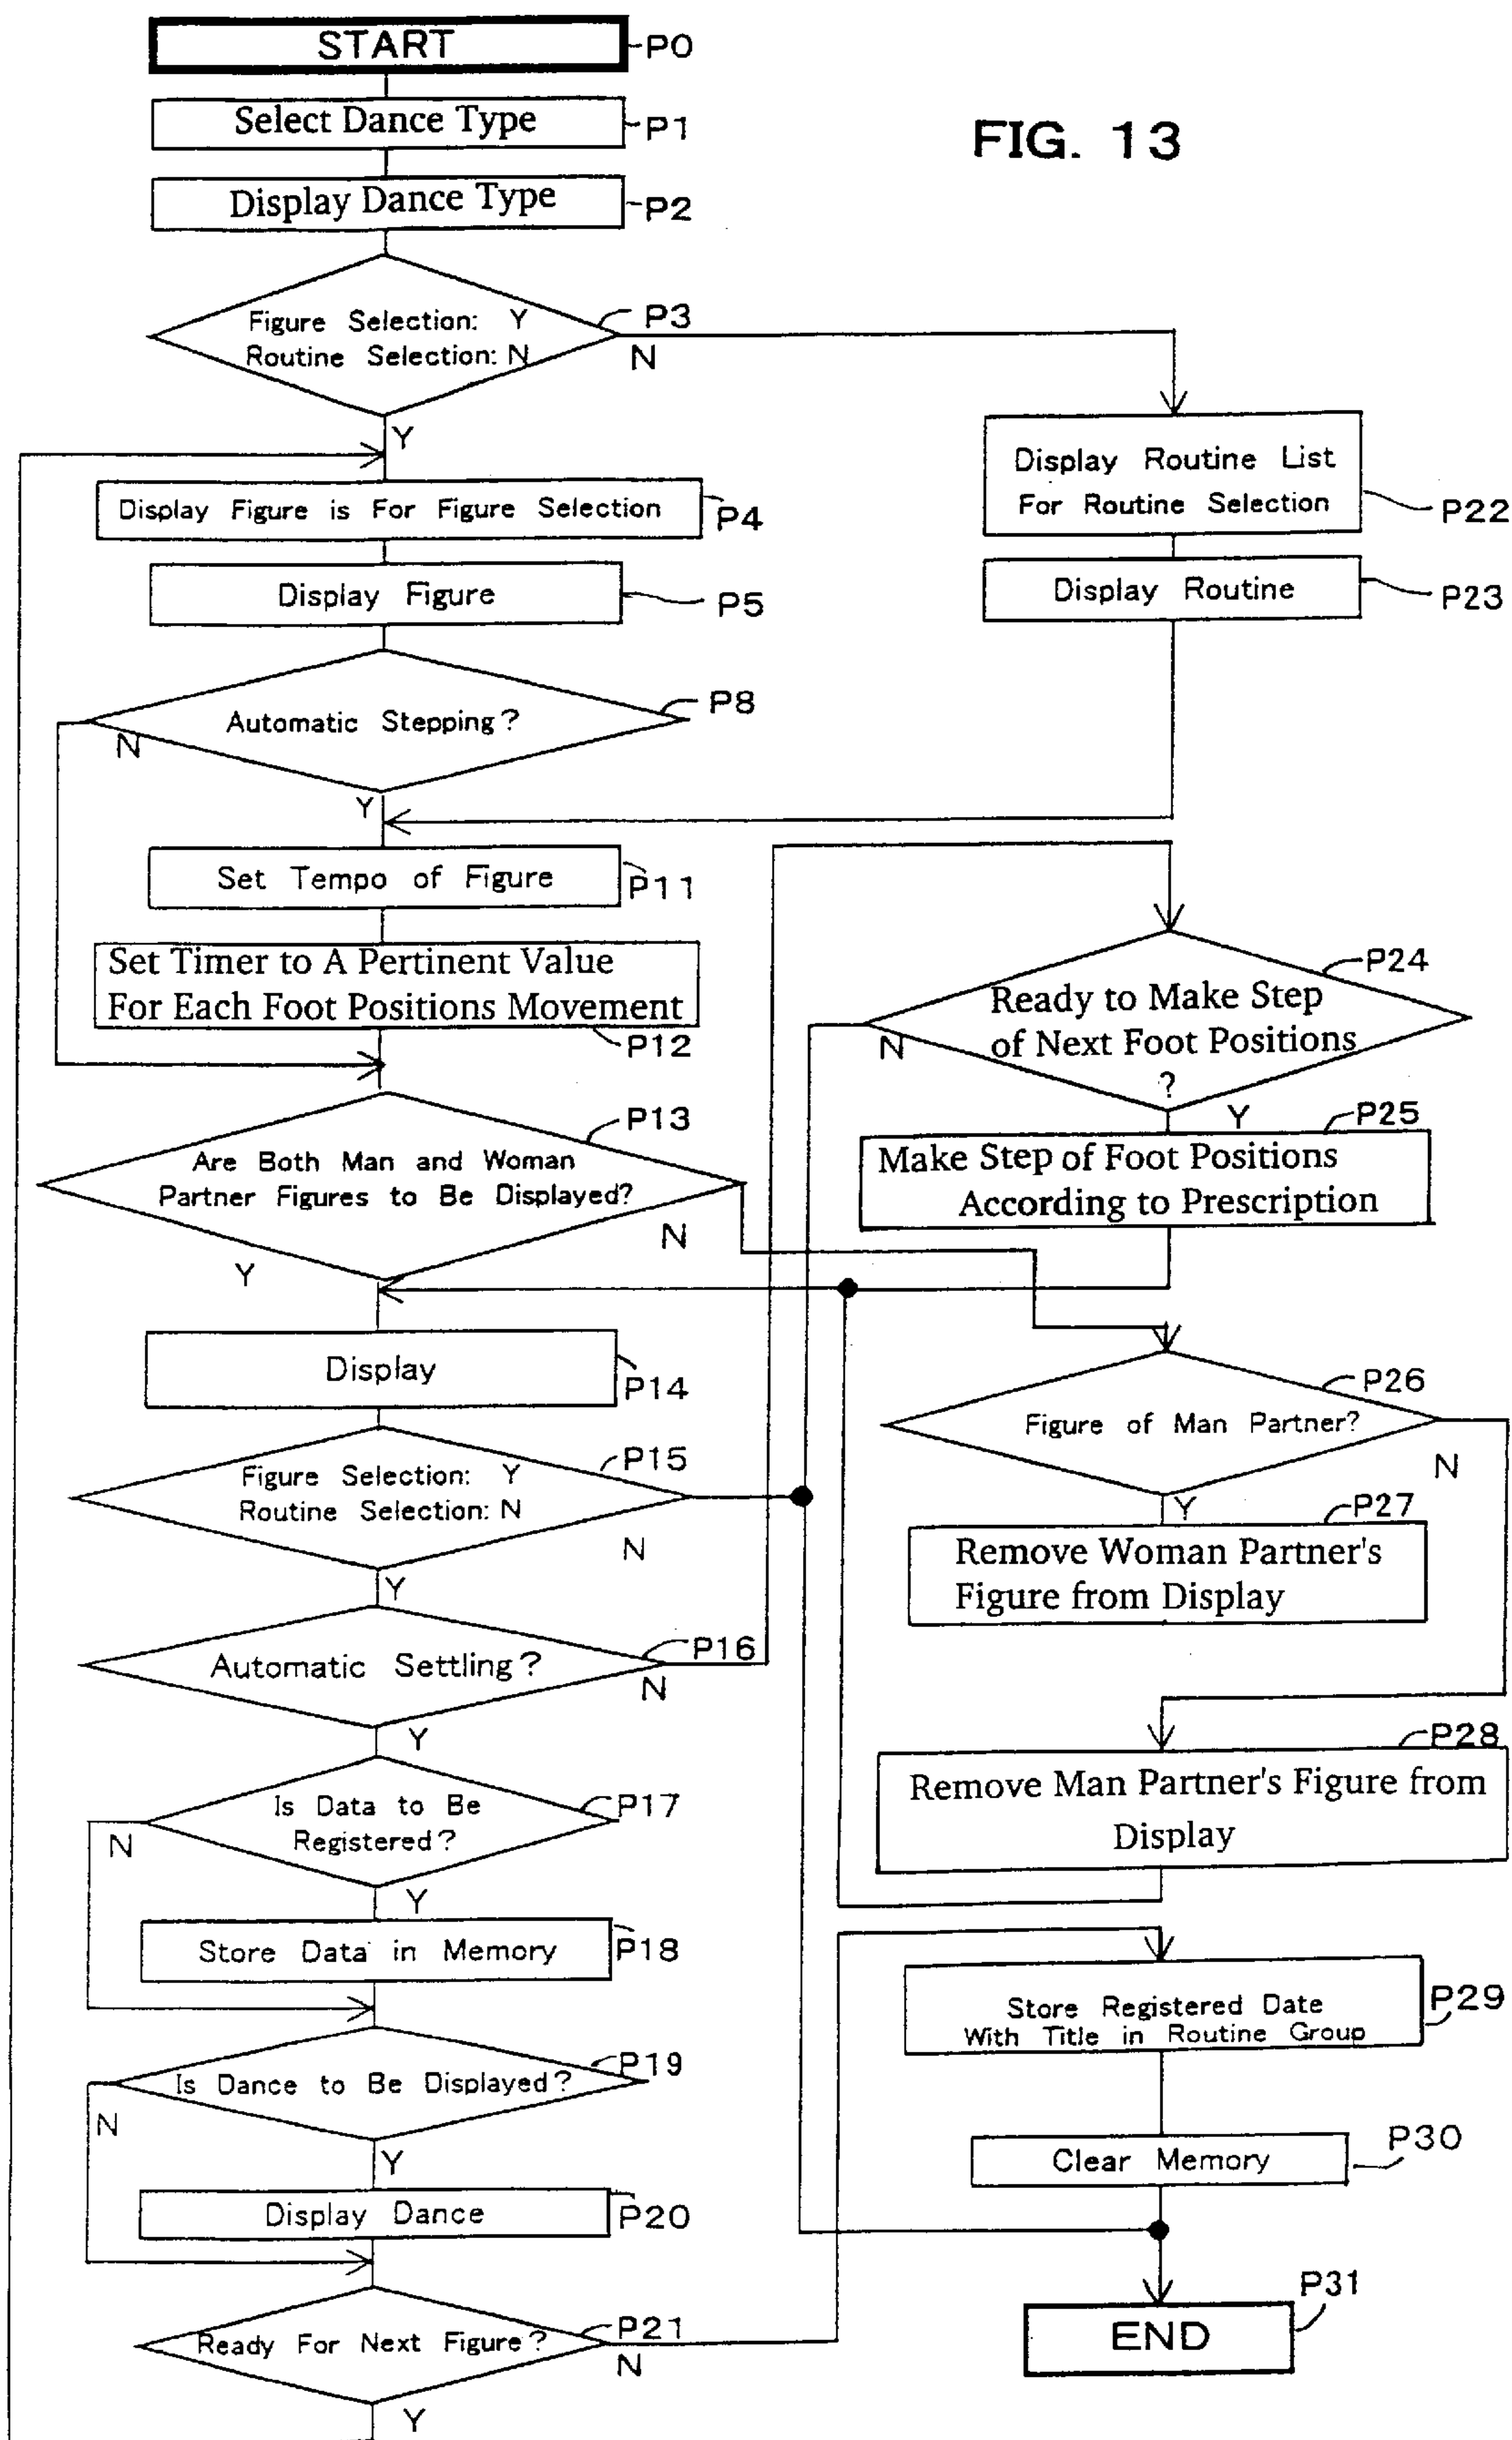 START
P0
Select Dance Type
P1
FIG. 13
Display Dance Type
P2
Figure Selection: Y
Routine Selection: N
P3
N
Y
Display Figure is For Figure Selection
P4
Display Figure
P5
Display Routine List
For Routine Selection
P22
Display Routine
P23
Automatic Stepping?
P8
N
Y
Set Tempo of Figure
P11
Set Timer to A Pertinent Value
For Each Foot Positions Movement
P12
Are Both Man and Woman
Partner Figures to Be Displayed?
P13
N
Y
Display
P14
Figure Selection: Y
Routine Selection: N
P15
N
Y
Automatic Settling?
P16
N
Y
Is Data to Be
Registered?
P17
N
Y
Store Data in Memory
P18
Is Dance to Be Displayed?
P19
N
Y
Display Dance
P20
Ready For Next Figure?
P21
N
Y
Ready to Make Step
of Next Foot Positions
?
P24
N
Y
P25
Make Step of Foot Positions
According to Prescription
P26
Figure of Man Partner?
N
Y
P27
Remove Woman Partner's
Figure from Display
P28
Remove Man Partner's Figure from
Display
Store Registered Date
With Title in Routine Group
P29
Clear Memory
P30
P31
END